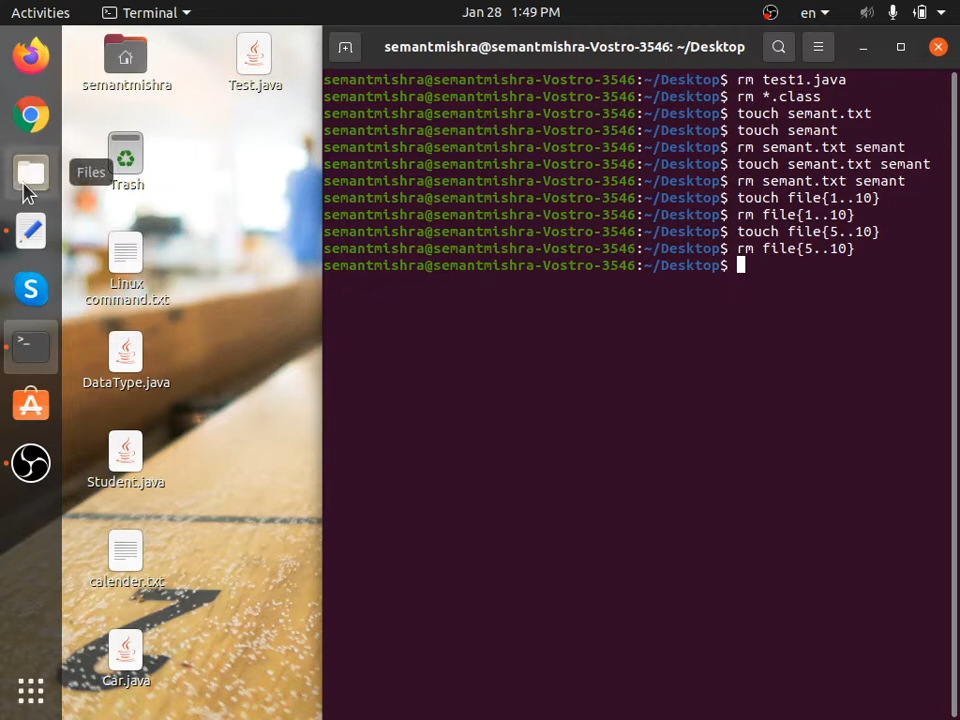 Activities
Terminal
Jan 28 1:49 PM
en
semantmishra@semantmishra-Vostro-3546: ~/Desktop
semantmishra@semantmishra-Vostro-3546:~/Desktop$ rm test1.java
semantmishra@semantmishra-Vostro-3546:~/Desktop$ rm *.class
semantmishra@semantmishra-Vostro-3546:~/Desktop$ touch semant.txt
semantmishra@semantmishra-Vostro-3546:~/Desktop$ touch semant
semantmishra@semantmishra-Vostro-3546:~/Desktop$ rm semant.txt semant
semantmishra@semantmishra-Vostro-3546:~/Desktop$ touch semant.txt semant
semantmishra@semantmishra-Vostro-3546:~/Desktop$ rm semant.txt semant
semantmishra@semantmishra-Vostro-3546:~/Desktop$ touch file{1..10}
semantmishra@semantmishra-Vostro-3546:~/Desktop$ rm file{1..10}
semantmishra@semantmishra-Vostro-3546:~/Desktop$ touch file{5..10}
semantmishra@semantmishra-Vostro-3546:~/Desktop$ rm file{5..10}
semantmishra@semantmishra-Vostro-3546:~/Desktop$
semantmishra
Test.java
Files
Trash
Linux
command.txt
DataType.java
Student.java
calender.txt
Car.java